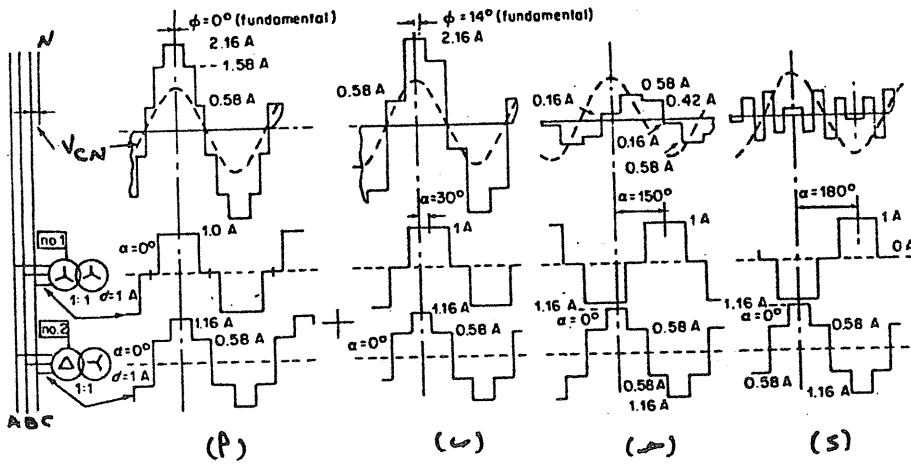 ϕ=0° (fundamental)
2.16 A
1.58 A
0.58 A
N
V_CN
α=0°
1.0 A
no.1
1:1
d=1 A
1.16 A
α=0°
0.58 A
no.2
d=1 A
1:1
A B C
ϕ=14° (fundamental)
2.16 A
0.58 A
α=30°
1 A
1.16 A
0.58 A
α=0°
0.16 A
0.58 A
0.42 A
0.16 A
0.58 A
α=150°
1 A
1.16 A
α=0°
0.58 A
0.58 A
1.16 A
α=180°
1 A
0 A
1.16 A
α=0°
0.58
0.58 A
1.16 A